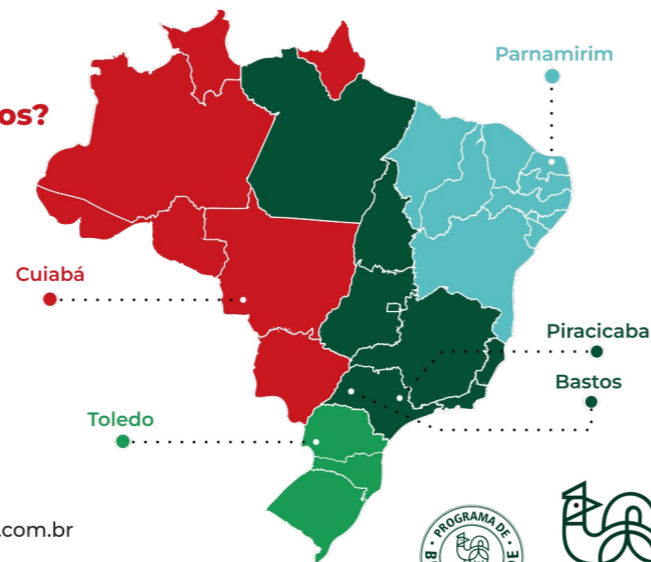 Parnamirim
os?
Cuiabá
Piracicaba
Bastos
Toledo
.com.br
PROGRAMA DE